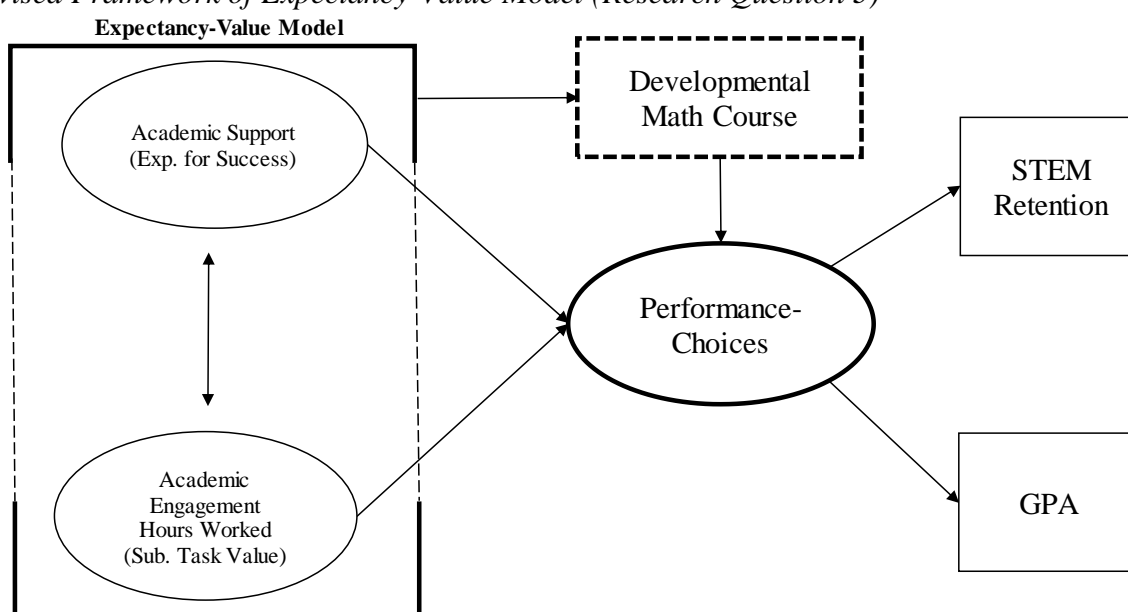 Framework of Expectancy-Value Model (Research Question 3)
Expectancy-Value Model
Academic Support
(Exp. for Success)
Developmental
Math Course
STEM
Retention
Performance-
Choices
Academic
Engagement
Hours Worked
(Sub. Task Value)
GPA